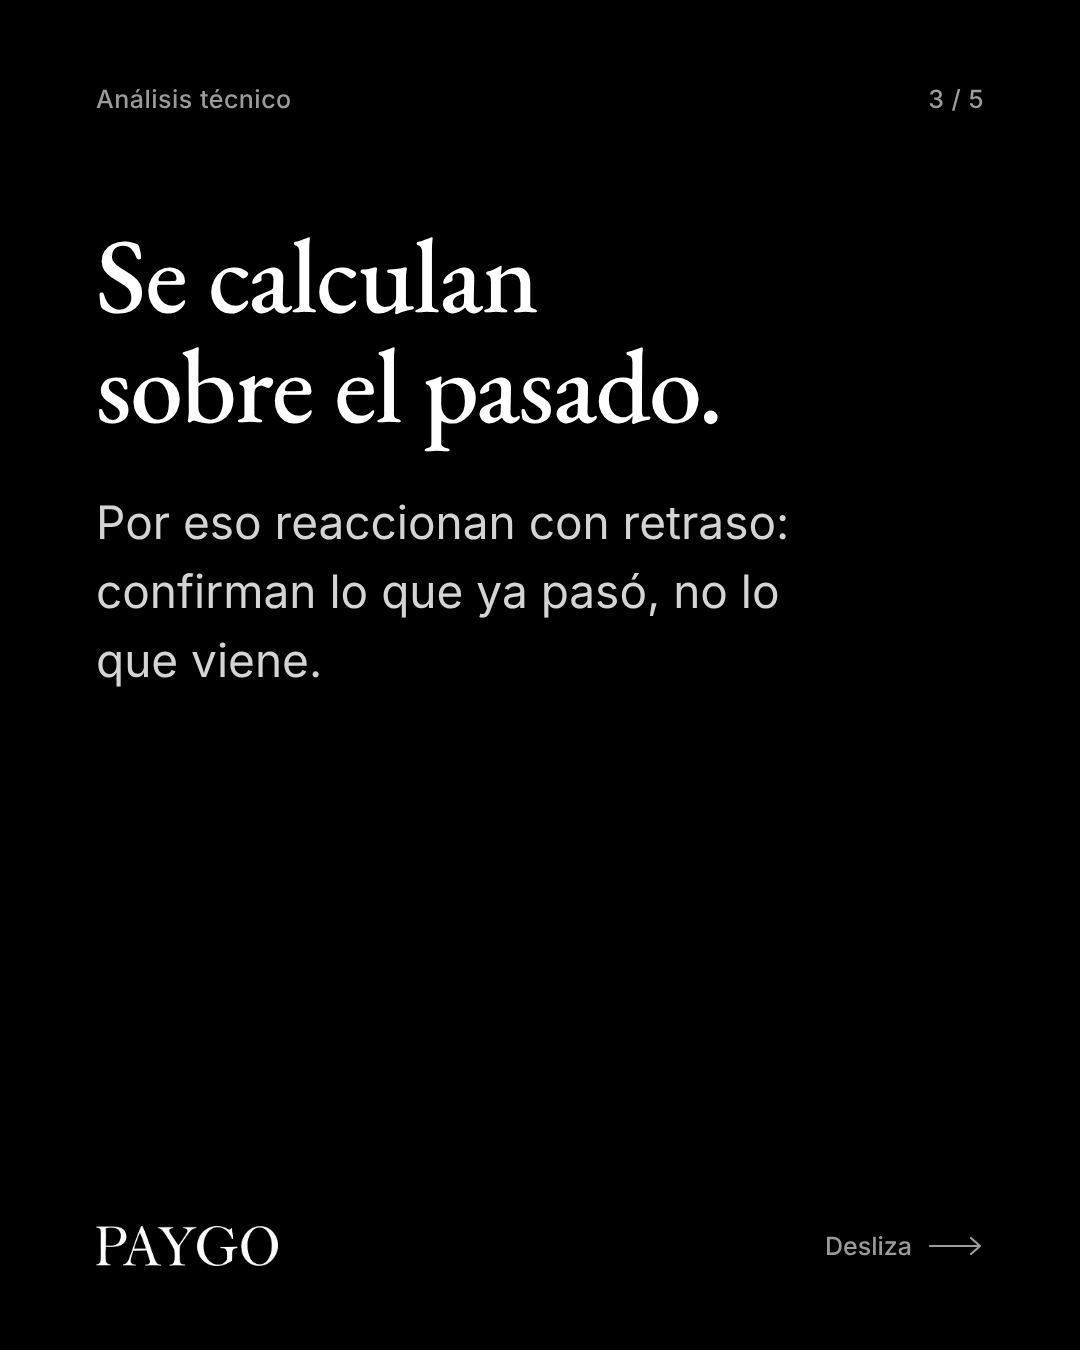 Análisis técnico
3 / 5
Se calculan
sobre el pasado.
Por eso reaccionan con retraso:
confirman lo que ya pasó, no lo
que viene.
PAYGO
Desliza